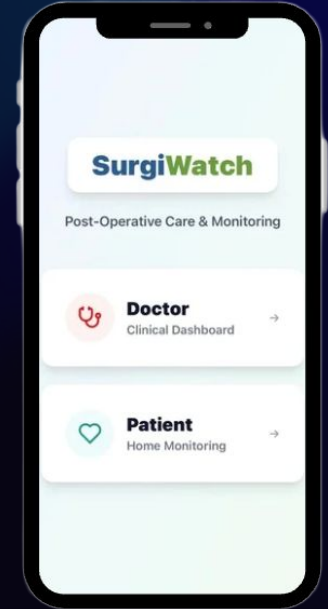 SurgiWatch
Post-Operative Care & Monitoring
Doctor
Clinical Dashboard
Patient
Home Monitoring